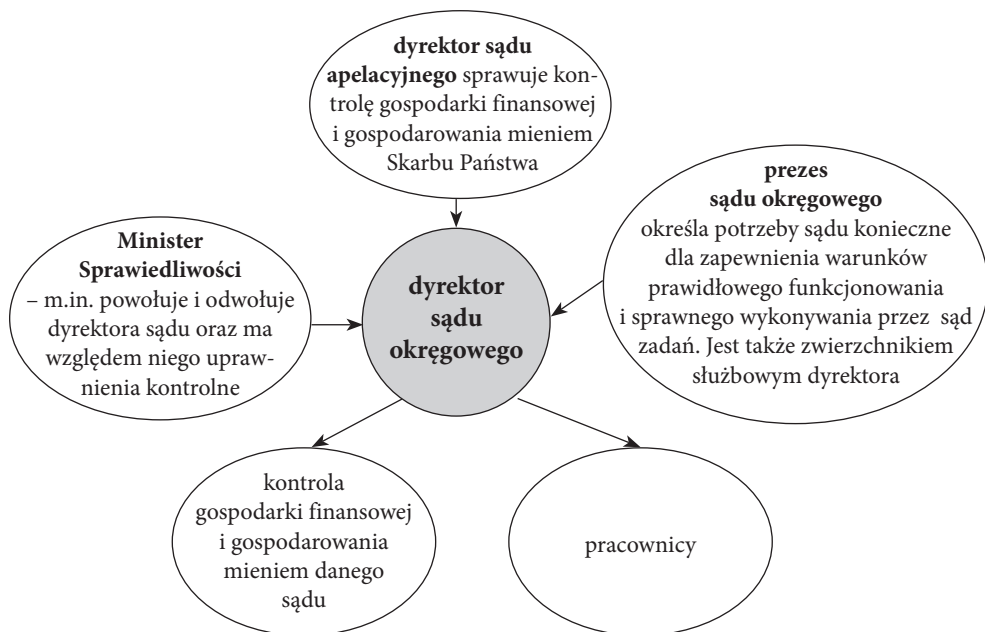 dyrektor sądu
apelacyjnego sprawuje kon-
trolę gospodarki finansowej
i gospodarowania mieniem
Skarbu Państwa
Minister
Sprawiedliwości
– m.in. powołuje i odwołuje
dyrektora sądu oraz ma
względem niego upraw-
nienia kontrolne
dyrektor
sądu
okręgowego
prezes
sądu okręgowego
określa potrzeby sądu konieczne
dla zapewnienia warunków
prawidłowego funkcjonowania
i sprawnego wykonywania przez sąd
zadań. Jest także zwierzchnikiem
służbowym dyrektora
kontrola
gospodarki finansowej
i gospodarowania
mieniem danego
sądu
pracownicy